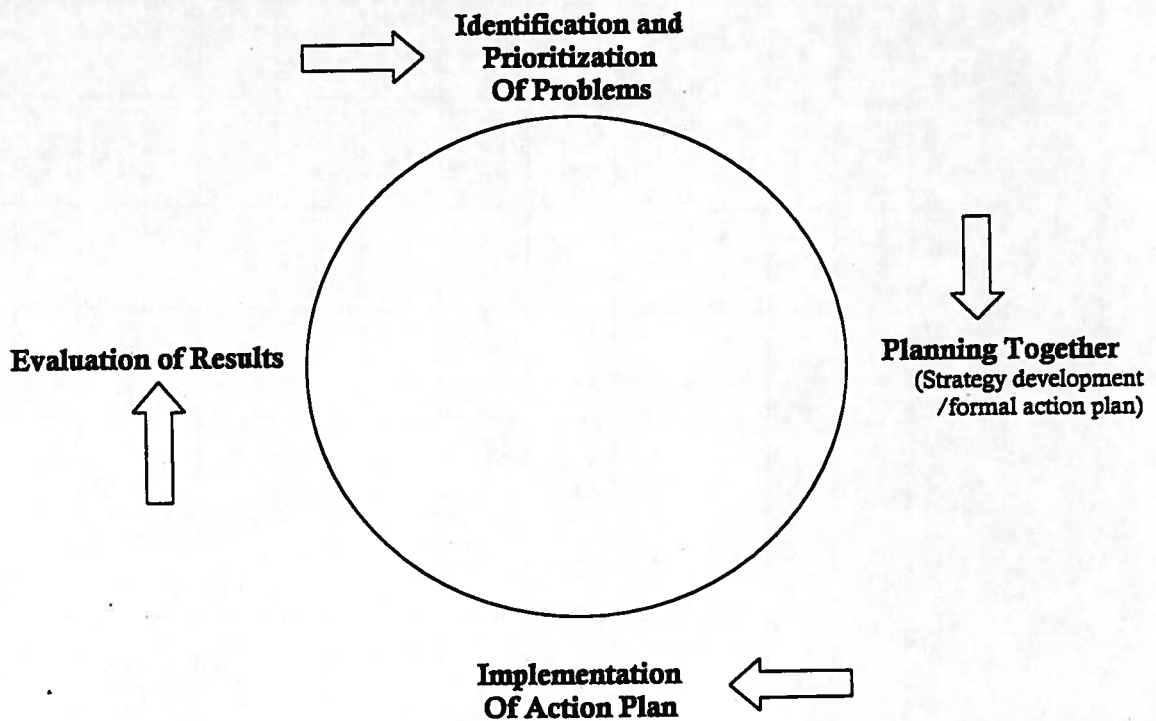 Identification and
Prioritization
Of Problems
Evaluation of Results
Planning Together
(Strategy development
/formal action plan)
Implementation
Of Action Plan